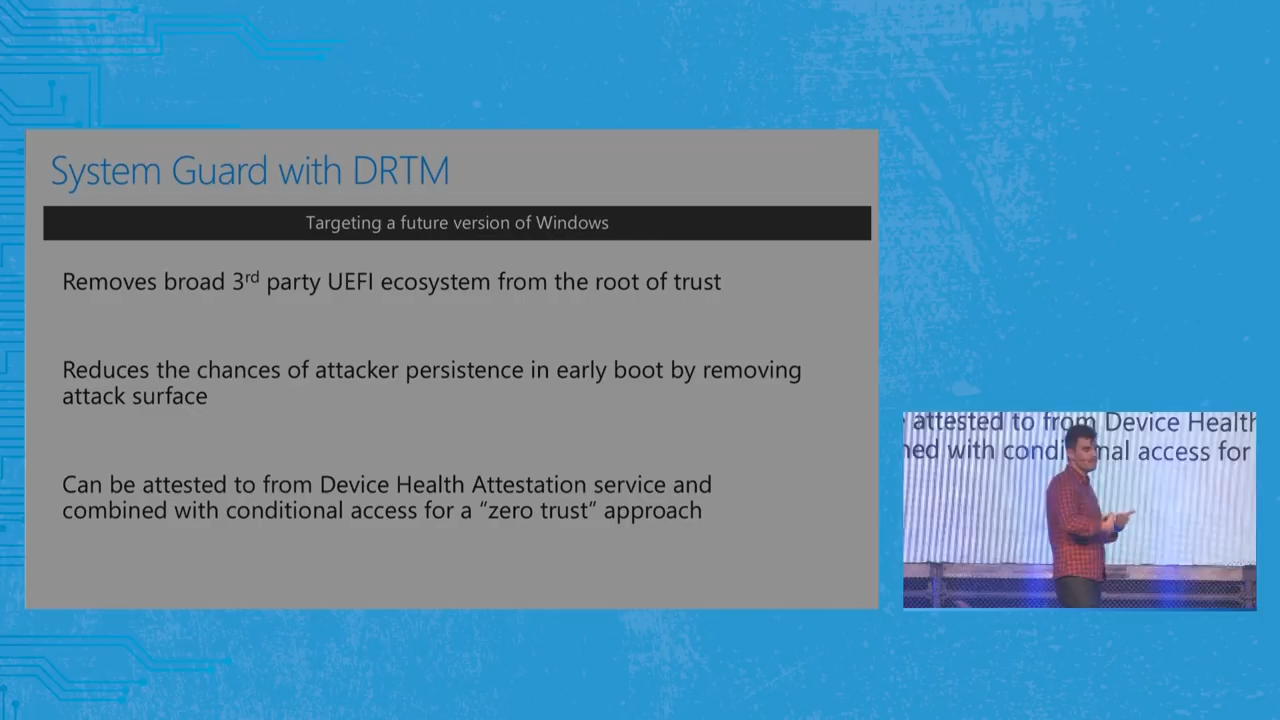 System Guard with DRTM
Targeting a future version of Windows
Removes broad 3rd party UEFI ecosystem from the root of trust
Reduces the chances of attacker persistence in early boot by removing
attack surface
Can be attested to from Device Health Attestation service and
combined with conditional access for a “zero trust” approach
attested to from Device Health
ned with conditional access for